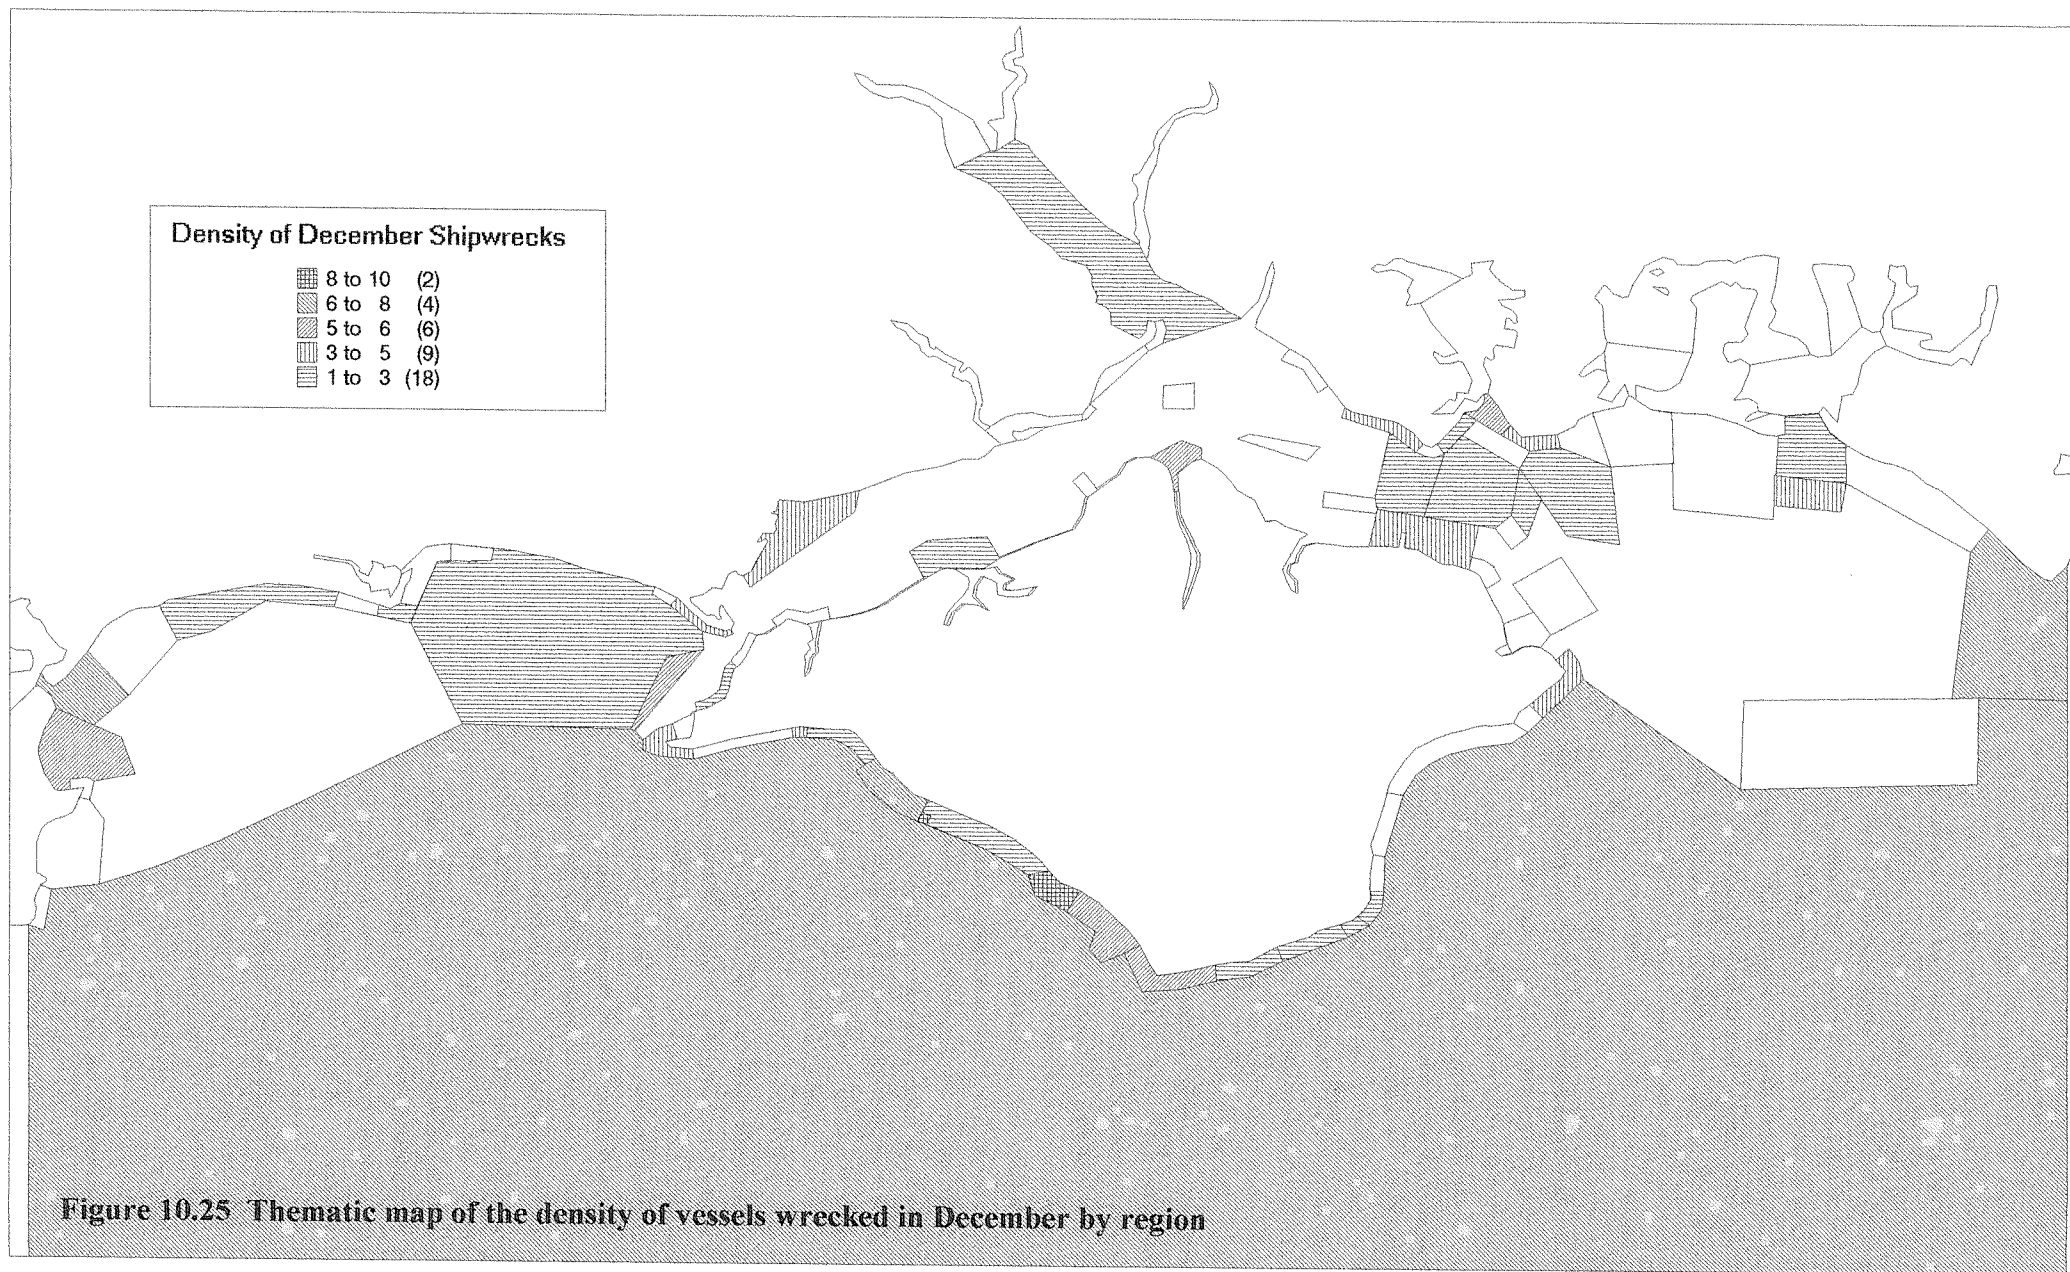 Density of December Shipwrecks
8 to 10 (2)
6 to 8 (4)
5 to 6 (6)
3 to 5 (9)
1 to 3 (18)
Figure 10.25 Thematic map of the density of vessels wrecked in December by region